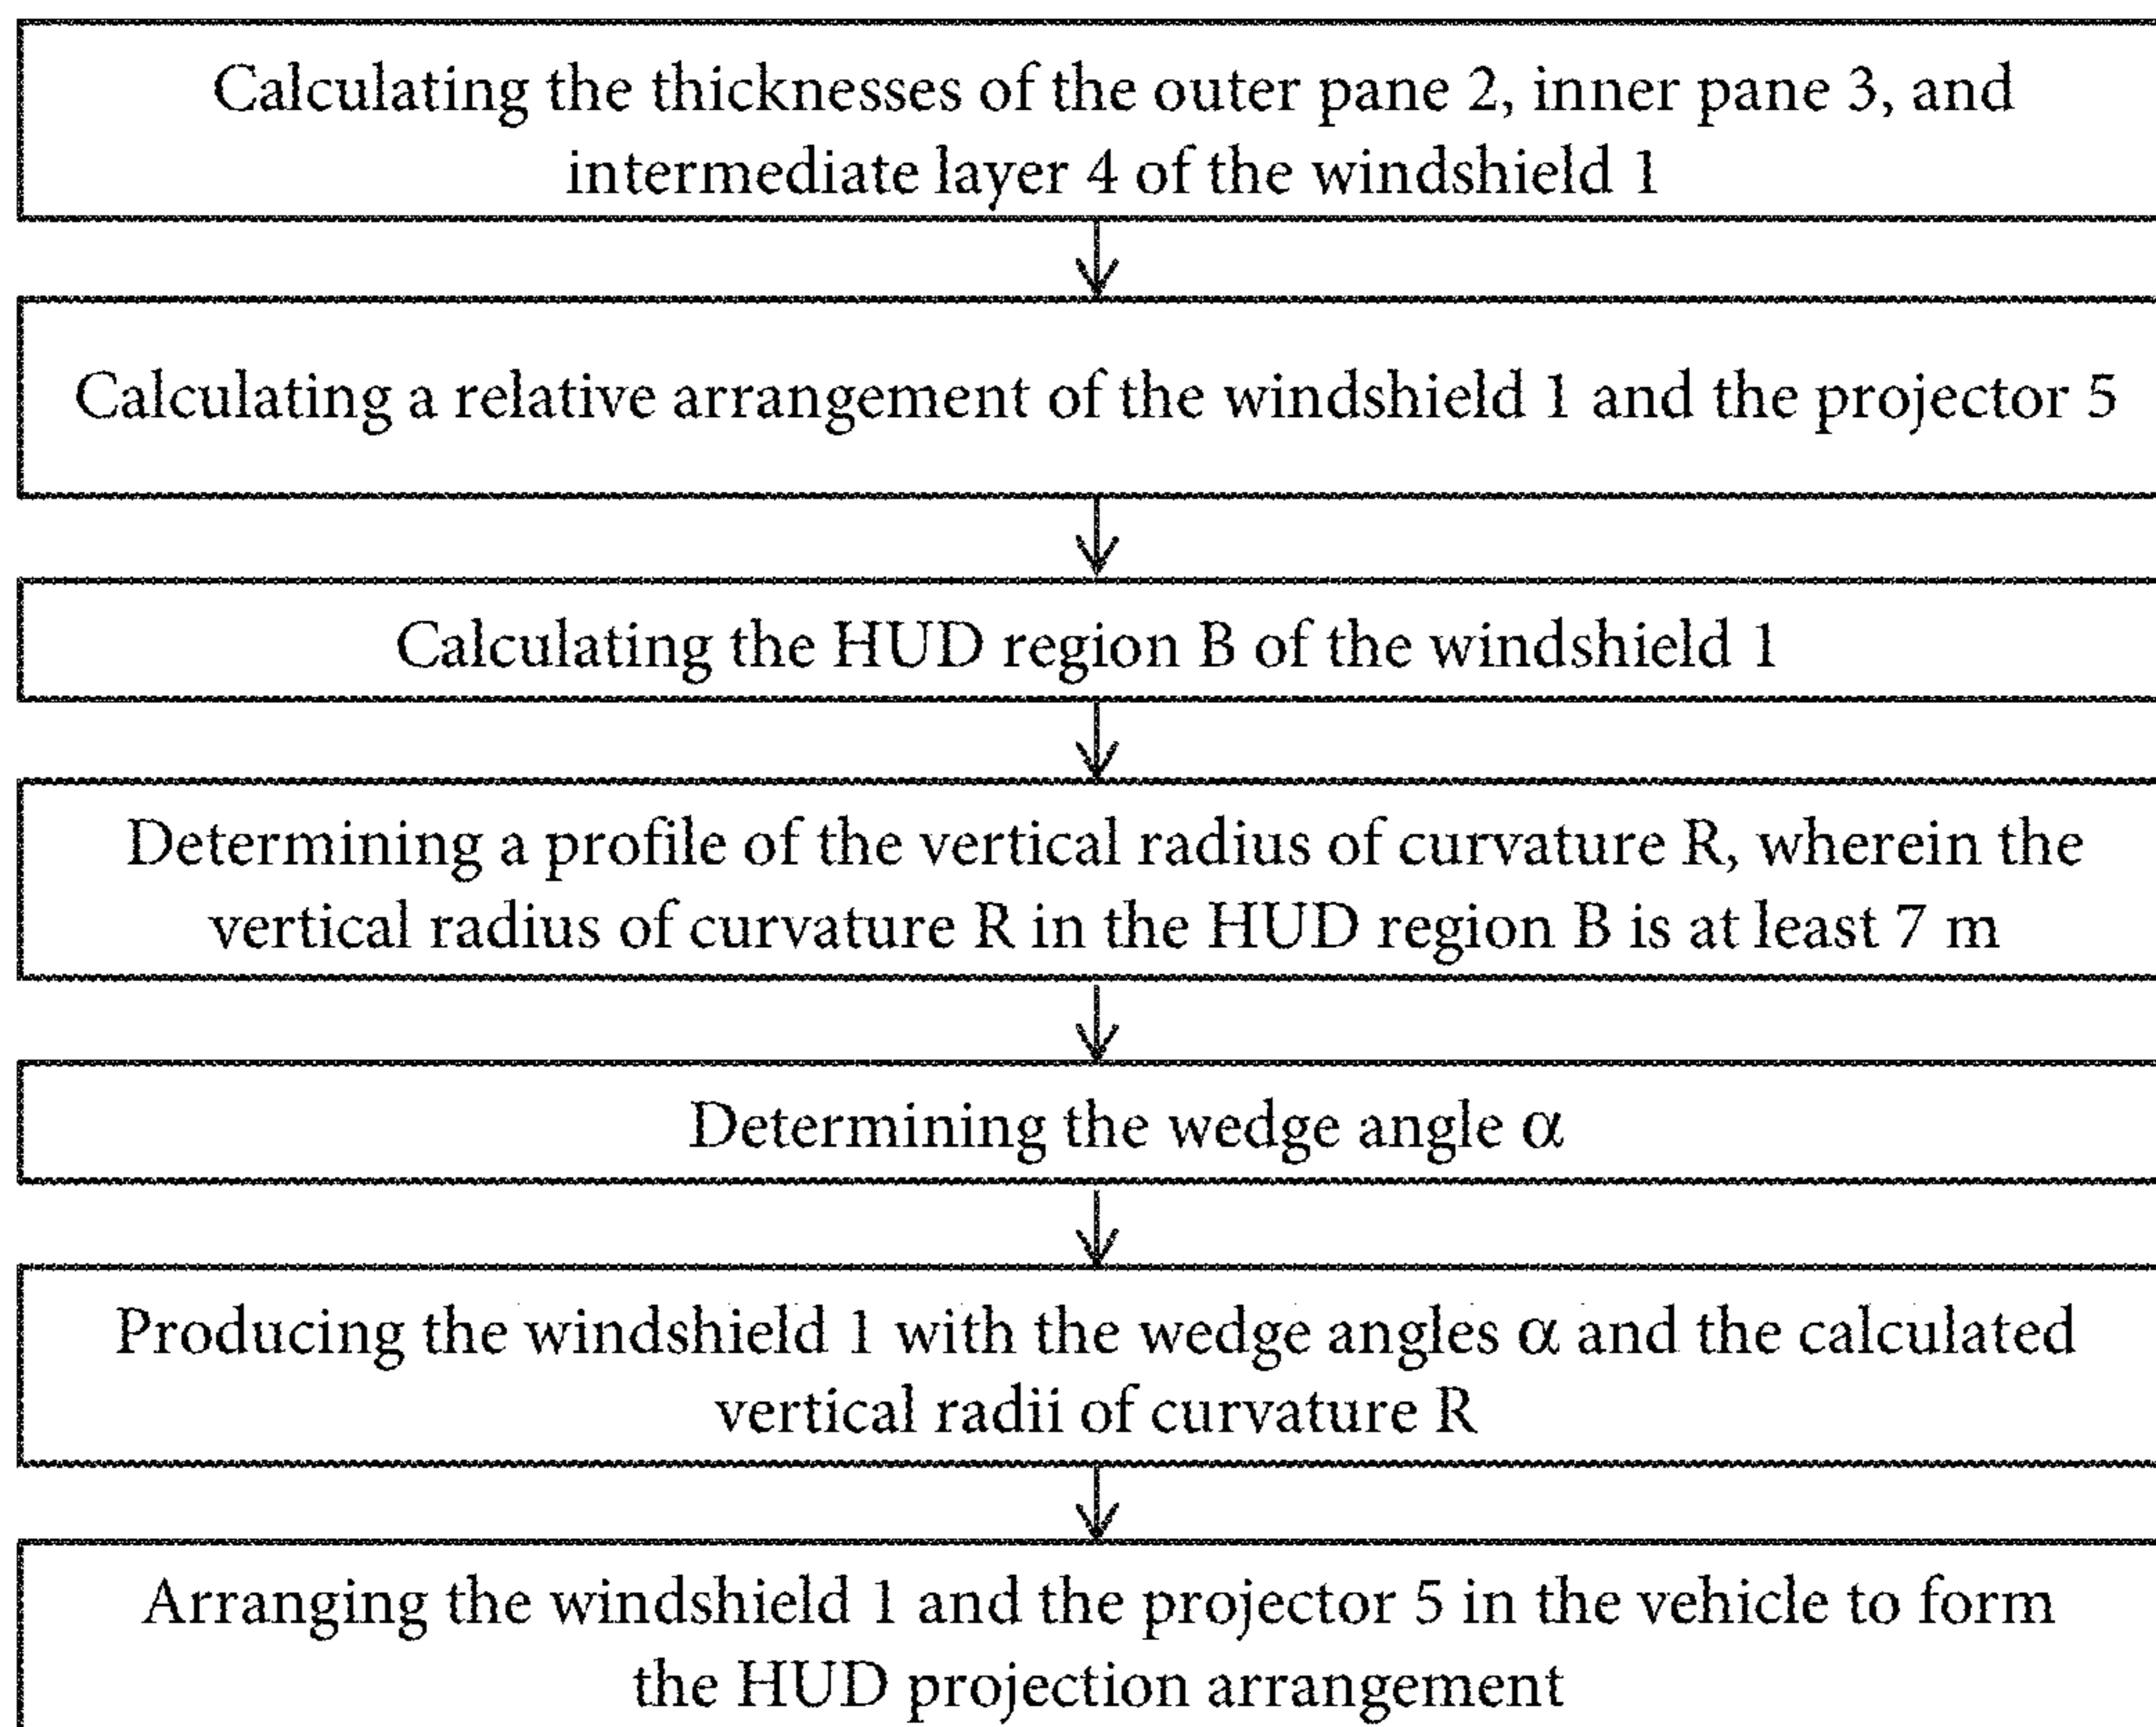 Calculating the thicknesses of the outer pane 2, inner pane 3, and
intermediate layer 4 of the windshield 1
Calculating a relative arrangement of the windshield 1 and the projector 5
Calculating the HUD region B of the windshield 1
Determining a profile of the vertical radius of curvature R, wherein the
vertical radius of curvature R in the HUD region B is at least 7 m
Determining the wedge angle α
Producing the windshield 1 with the wedge angles α and the calculated
vertical radii of curvature R
Arranging the windshield 1 and the projector 5 in the vehicle to form
the HUD projection arrangement